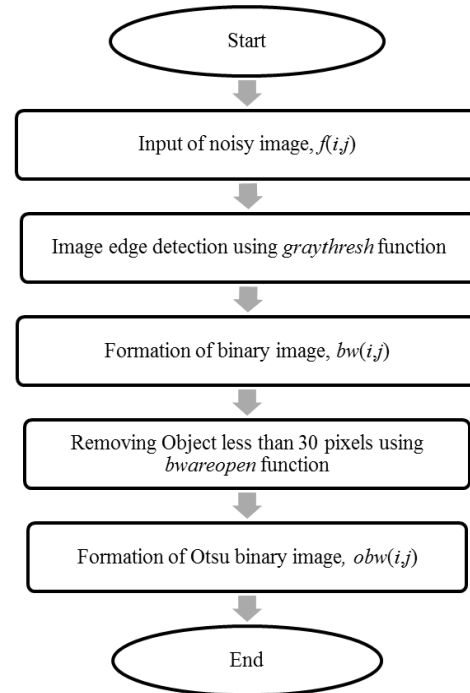 Start
Input of noisy image, f(i,j)
Image edge detection using graythresh function
Formation of binary image, bw(i,j)
Removing Object less than 30 pixels using
bwareopen function
Formation of Otsu binary image, obw(i,j)
End